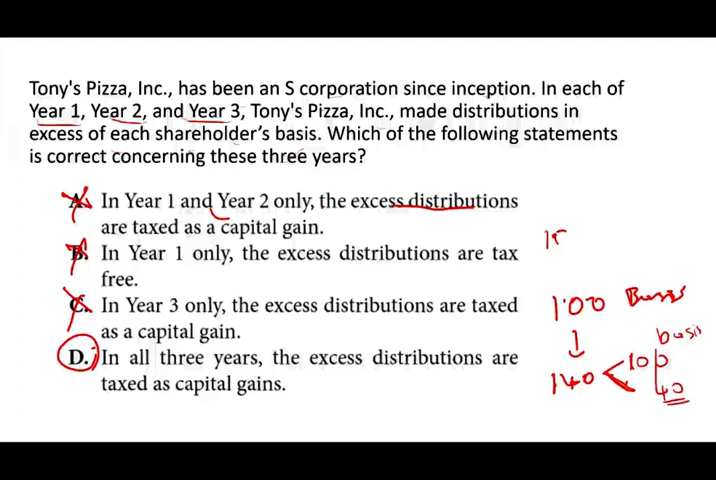 Tony's Pizza, Inc., has been an S corporation since inception. In each of
Year 1, Year 2, and Year 3, Tony's Pizza, Inc., made distributions in
excess of each shareholder's basis. Which of the following statements
is correct concerning these three years?
A. In Year 1 and Year 2 only, the excess distributions
are taxed as a capital gain.
B. In Year 1 only, the excess distributions are tax
free.
C. In Year 3 only, the excess distributions are taxed
as a capital gain.
D. In all three years, the excess distributions are
taxed as capital gains.
100 Basis
basis
140 100
40